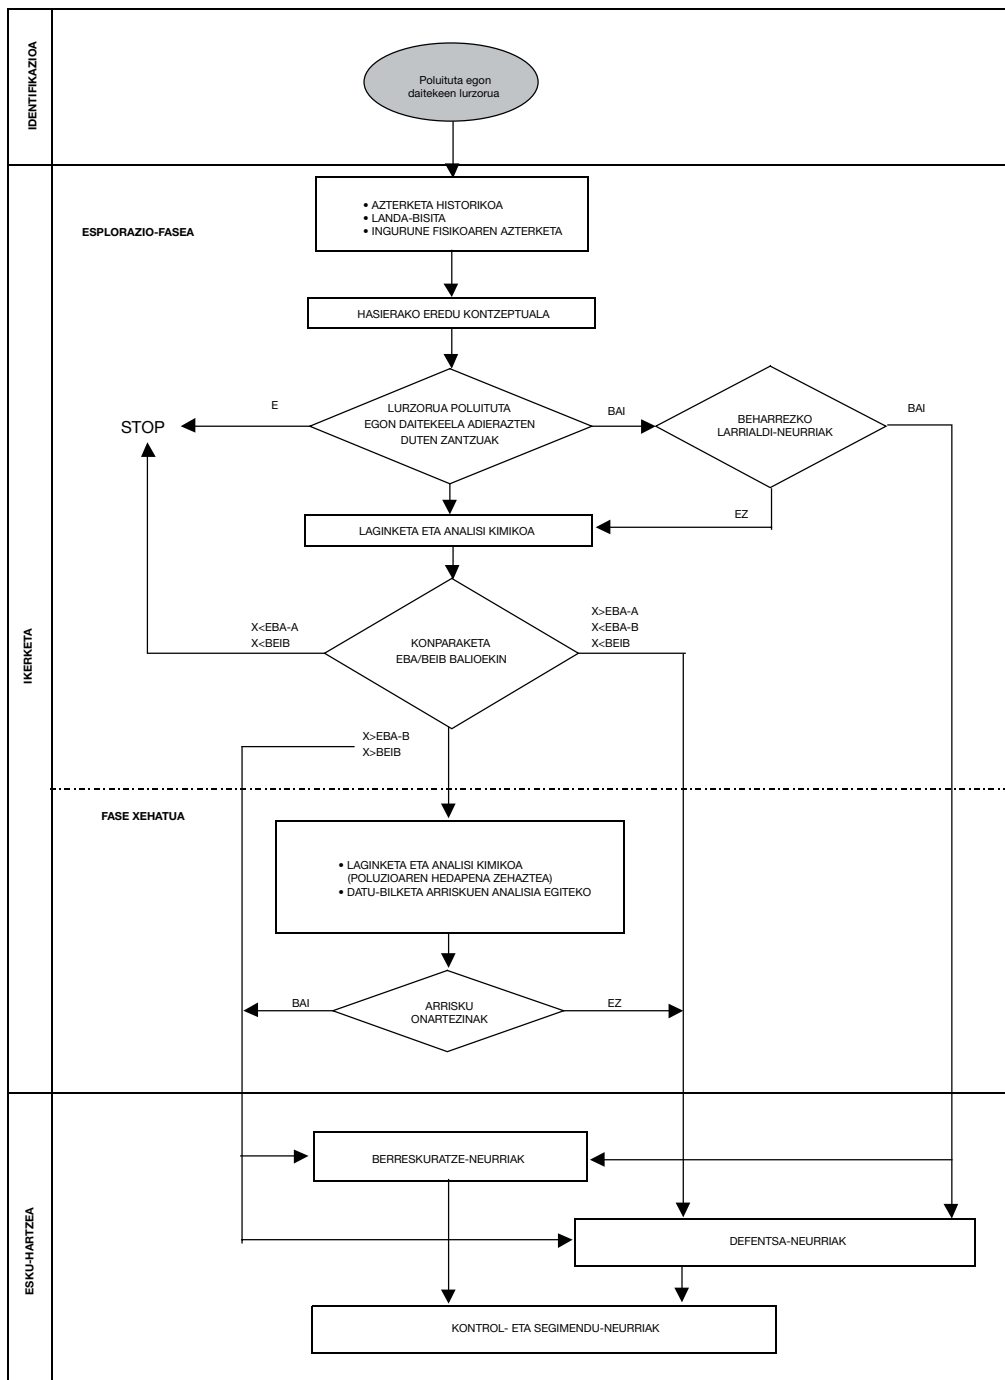 IDENTIFIKAZIOA
Poluituta egon
daitekeen lurzorua
IKERKETA
ESPLORAZIO-FASEA
• AZTERKETA HISTORIKOA
• LANDA-BISITA
• INGURUNE FISIKOAREN AZTERKETA
HASIERAKO EREDU KONTZEPTUALA
E
STOP
LURZORUA POLUITUTA
EGON DAITEKEELA ADIERAZTEN
DUTEN ZANTZUAK
BAI
BEHARREZKO
LARRIALDI-NEURRIAK
BAI
EZ
LAGINKETA ETA ANALISI KIMIKOA
X<EBA-A
X<BEIB
KONPARAKETA
EBA/BEIB BALIOEKIN
X>EBA-A
X<EBA-B
X<BEIB
X>EBA-B
X>BEIB
FASE XEHATUA
• LAGINKETA ETA ANALISI KIMIKOA
(POLUZIOAREN HEDAPENA ZEHAZTEA)
• DATU-BILKETA ARRISKUEN ANALISIA EGITEKO
BAI
ARRISKU
ONARTEZINAK
EZ
ESKU-HARTZEA
BERRESKURATZE-NEURRIAK
DEFENTSA-NEURRIAK
KONTROL- ETA SEGIMENDU-NEURRIAK